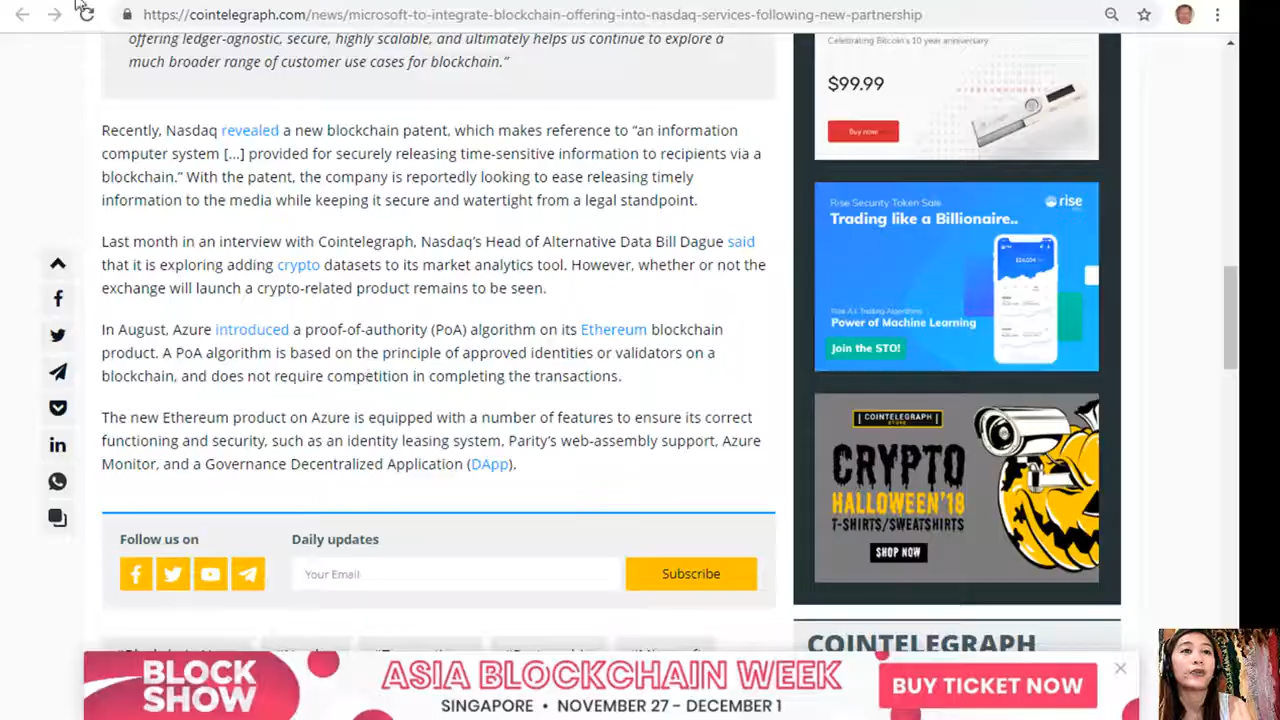 https://cointelegraph.com/news/microsoft-to-integrate-blockchain-offering-into-nasdaq-services-following-new-partnership
offering ledger-agnostic, secure, highly scalable, and ultimately helps us continue to explore a
much broader range of customer use cases for blockchain.”
Recently, Nasdaq revealed a new blockchain patent, which makes reference to “an information
computer system [...] provided for securely releasing time-sensitive information to recipients via a
blockchain.” With the patent, the company is reportedly looking to ease releasing timely
information to the media while keeping it secure and watertight from a legal standpoint.
Last month in an interview with Cointelegraph, Nasdaq’s Head of Alternative Data Bill Dague said
that it is exploring adding crypto datasets to its market analytics tool. However, whether or not the
exchange will launch a crypto-related product remains to be seen.
In August, Azure introduced a proof-of-authority (PoA) algorithm on its Ethereum blockchain
product. A PoA algorithm is based on the principle of approved identities or validators on a
blockchain, and does not require competition in completing the transactions.
The new Ethereum product on Azure is equipped with a number of features to ensure its correct
functioning and security, such as an identity leasing system, Parity’s web-assembly support, Azure
Monitor, and a Governance Decentralized Application (DApp).
Follow us on
Daily updates
Your Email
Subscribe
Celebrating Bitcoin's 10 year anniversary
$99.99
Buy now
Rise Security Token Sale
rise
Trading like a Billionaire..
Rise A.I. Trading Algorithms
Power of Machine Learning
Join the STO!
COINTELEGRAPH
STORE
CRYPTO
HALLOWEEN'18
T-SHIRTS/SWEATSHIRTS
SHOP NOW
COINTELEGRAPH
BLOCK
SHOW
ASIA BLOCKCHAIN WEEK
SINGAPORE • NOVEMBER 27 - DECEMBER 1
BUY TICKET NOW